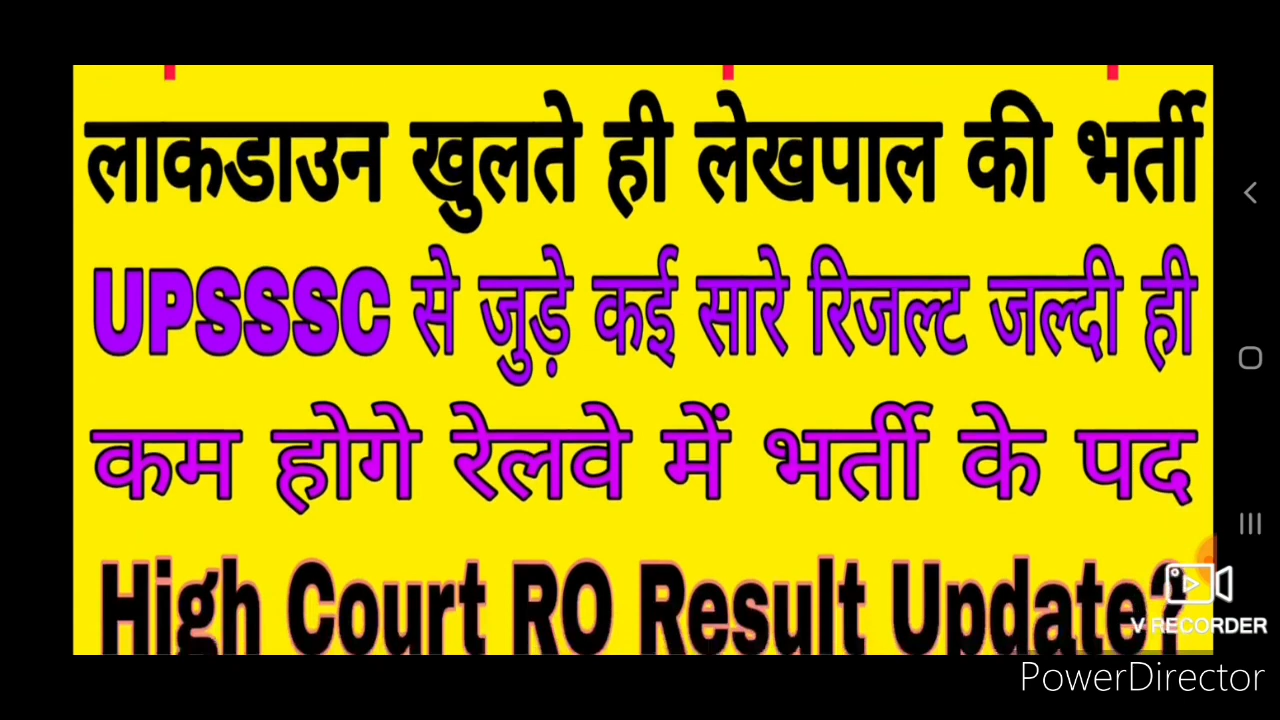 लाकडाउन खुलते ही लेखपाल की भर्ती
UPSSSC से जुड़े कई सारे रिजल्ट जल्दी ही
कम होगे रेलवे में भर्ती के पद
High Court RO Result Update?
V RECORDER
PowerDirector